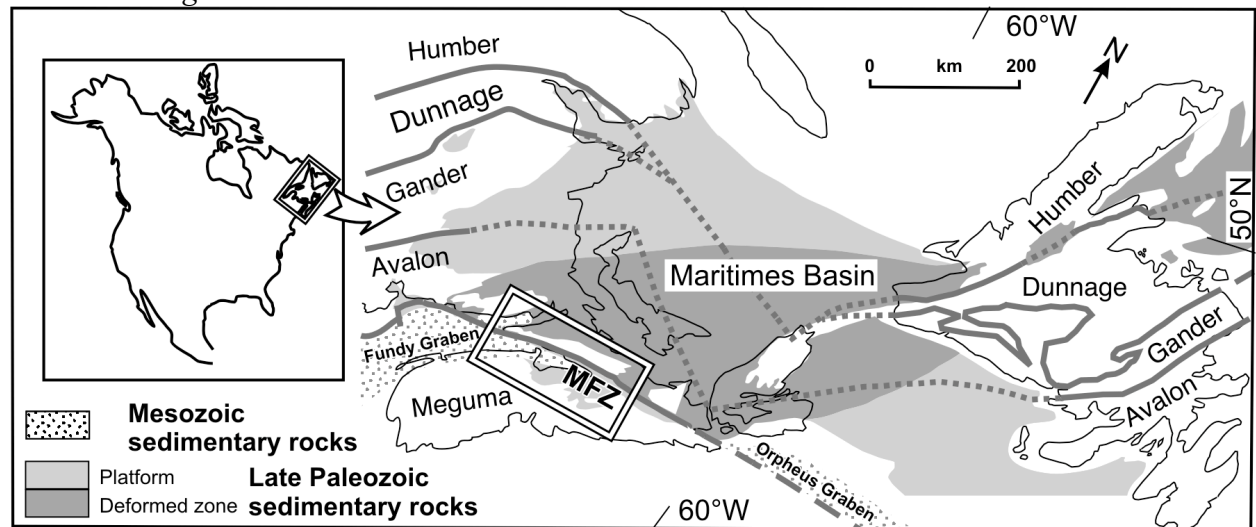 60°W
Humber
0 km 200
N
Dunnage
Gander
Humber
50°N
Avalon
Maritimes Basin
Dunnage
Fundy Graben
Gander
MFZ
Meguma
Avalon
Mesozoic
sedimentary rocks
Orpheus Graben
Platform
Late Paleozoic
Deformed zone
sedimentary rocks
60°W